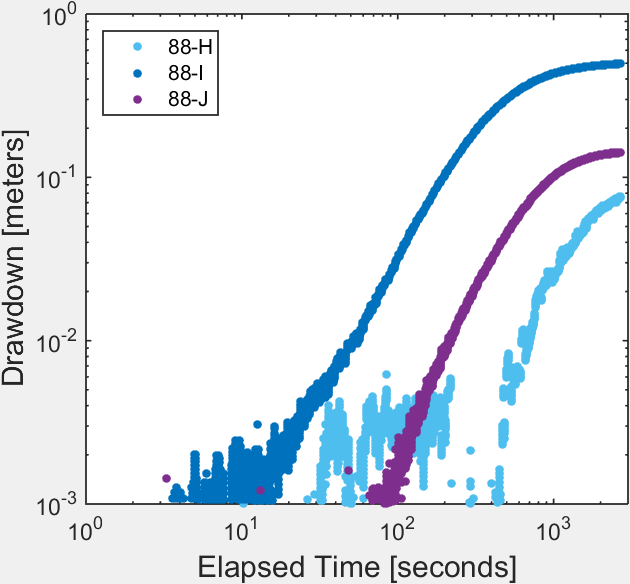 10⁰
88-H
88-I
88-J
10⁻¹
10⁻²
10⁻³
Drawdown [meters]
10⁰ 10¹ 10² 10³
Elapsed Time [seconds]